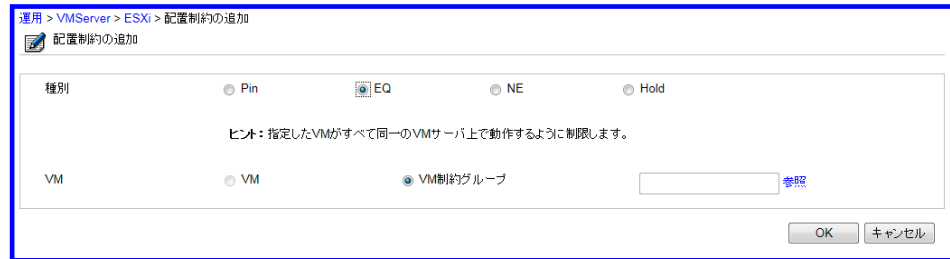 運用 > VMServer > ESXi > 配置制約の追加
配置制約の追加
種別 Pin EQ NE Hold
ヒント：指定したVMがすべて同一のVMサーバ上で動作するように制限します。
VM VM VM制約グループ 参照
OK キャンセル